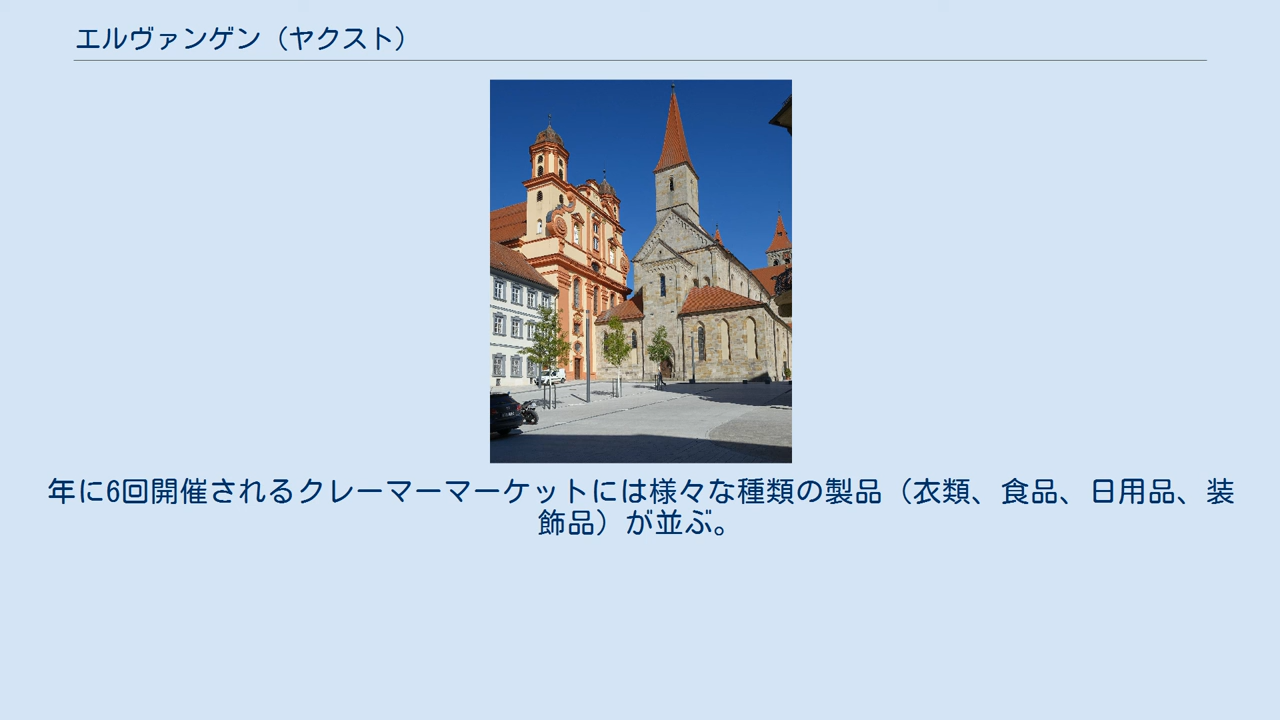 エルヴァンゲン（ヤクスト）
年に6回開催されるクレーマーマーケットには様々な種類の製品（衣類、食品、日用品、装
飾品）が並ぶ。